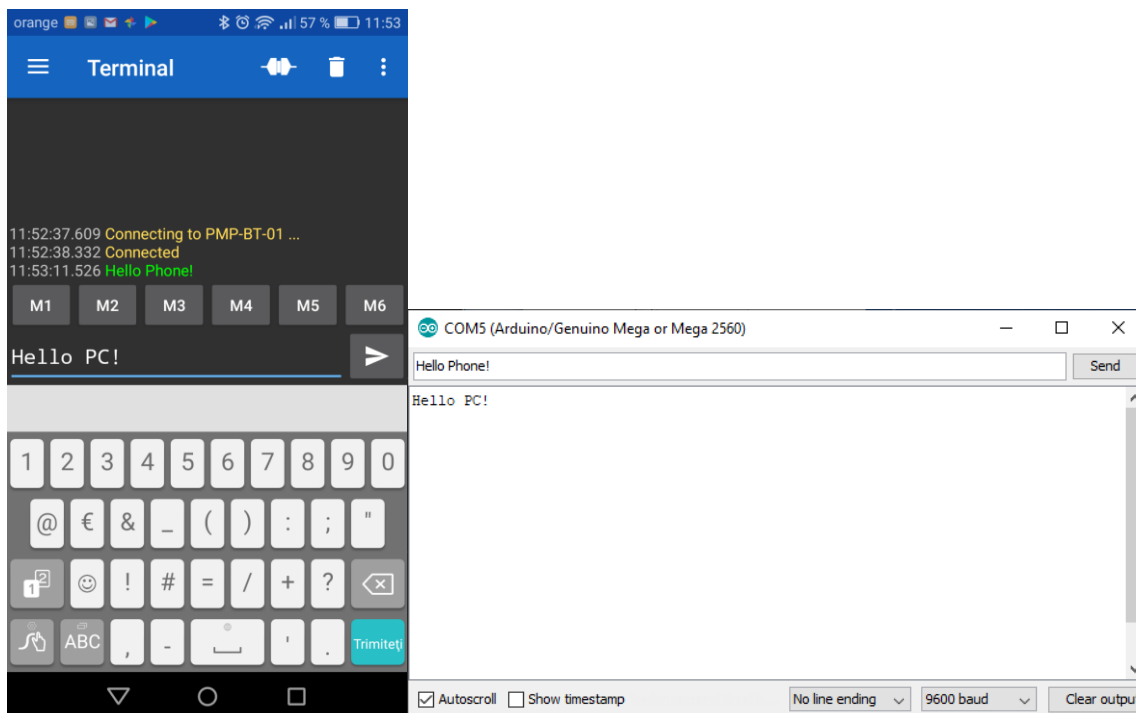 orange 57 % 11:53
Terminal
11:52:37.609 Connecting to PMP-BT-01 ...
11:52:38.332 Connected
11:53:11.526 Hello Phone!
M1 M2 M3 M4 M5 M6
Hello PC!
1 2 3 4 5 6 7 8 9 0
@ € & _ ( ) : ; "
1 2 ! # = / + ?
ABC , - ' . Trimiteți
COM5 (Arduino/Genuino Mega or Mega 2560)
Hello Phone! Send
Hello PC!
Autoscroll Show timestamp No line ending 9600 baud Clear outpu